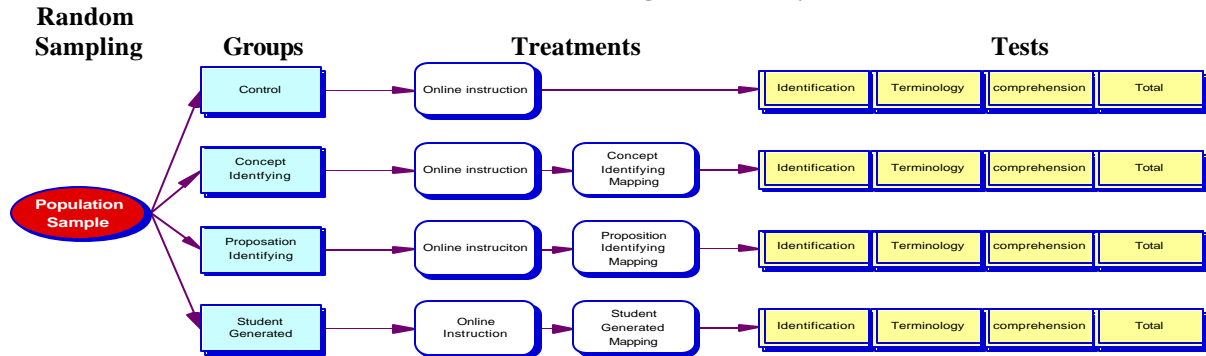 Random
Sampling Groups Treatments Tests
Control Online instruction Identification Terminology comprehension Total
Population
Sample
Concept
Identfying
Online instruction
Concept
Identifying
Mapping
Identification Terminology comprehension Total
Proposation
Identifying
Online instruciton
Proposition
Identifying
Mapping
Identification Terminology comprehension Total
Student
Generated
Online
Instruction
Student
Generated
Mapping
Identification Terminology comprehension Total